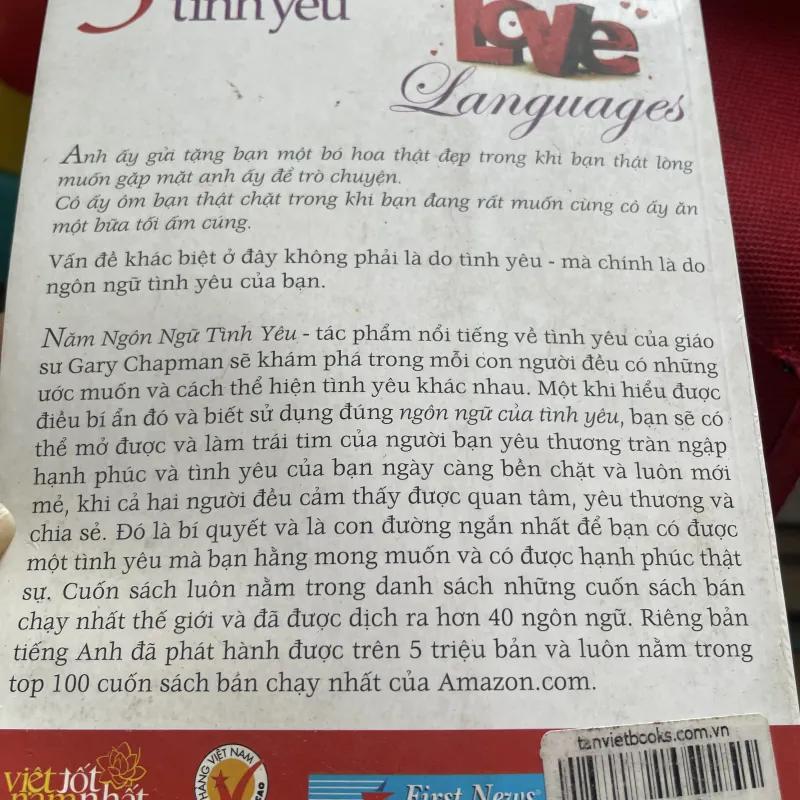 5 tình yêu
Love
Languages
Anh ấy gửi tặng bạn một bó hoa thật đẹp trong khi bạn thật lòng
muốn gặp mặt anh ấy để trò chuyện.
Cô ấy ôm bạn thật chặt trong khi bạn đang rất muốn cùng cô ấy ăn
một bữa tối ấm cúng.
Vấn đề khác biệt ở đây không phải là do tình yêu - mà chính là do
ngôn ngữ tình yêu của bạn.
Năm Ngôn Ngữ Tình Yêu - tác phẩm nổi tiếng về tình yêu của giáo
sư Gary Chapman sẽ khám phá trong mỗi con người đều có những
ước muốn và cách thể hiện tình yêu khác nhau. Một khi hiểu được
điều bí ẩn đó và biết sử dụng đúng ngôn ngữ của tình yêu, bạn sẽ có
thể mở được và làm trái tim của người bạn yêu thương tràn ngập
hạnh phúc và tình yêu của bạn ngày càng bền chặt và luôn mới
mẻ, khi cả hai người đều cảm thấy được quan tâm, yêu thương và
chia sẻ. Đó là bí quyết và là con đường ngắn nhất để bạn có được
một tình yêu mà bạn hằng mong muốn và có được hạnh phúc thật
sự. Cuốn sách luôn nằm trong danh sách những cuốn sách bán
chạy nhất thế giới và đã được dịch ra hơn 40 ngôn ngữ. Riêng bản
tiếng Anh đã phát hành được trên 5 triệu bản và luôn nằm trong
top 100 cuốn sách bán chạy nhất của Amazon.com.
tanvietbooks.com.vn
việt tốt
nam nhất
HÀNG VIỆT NAM
CAO
First News